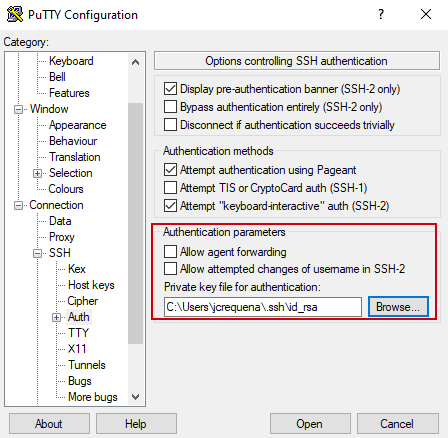 PuTTY Configuration
Category:
Keyboard
Bell
Features
Window
Appearance
Behaviour
Translation
Selection
Colours
Connection
Data
Proxy
SSH
Kex
Host keys
Cipher
Auth
TTY
X11
Tunnels
Bugs
More bugs
Options controlling SSH authentication
Display pre-authentication banner (SSH-2 only)
Bypass authentication entirely (SSH-2 only)
Disconnect if authentication succeeds trivially
Authentication methods
Attempt authentication using Pageant
Attempt TIS or CryptoCard auth (SSH-1)
Attempt "keyboard-interactive" auth (SSH-2)
Authentication parameters
Allow agent forwarding
Allow attempted changes of username in SSH-2
Private key file for authentication:
C:\Users\jcrequena\.ssh\id_rsa
Browse...
About
Help
Open
Cancel